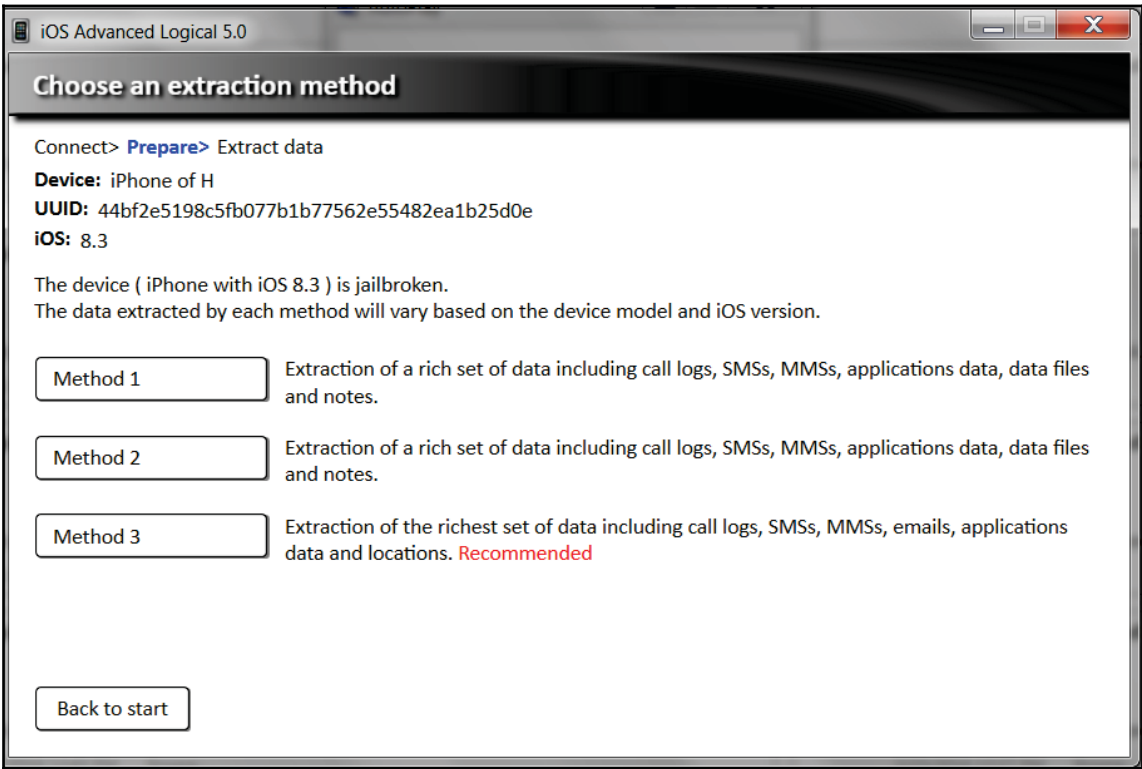 iOS Advanced Logical 5.0
Choose an extraction method
Connect> Prepare> Extract data
Device: iPhone of H
UUID: 44bf2e5198c5fb077b1b77562e55482ea1b25d0e
iOS: 8.3
The device ( iPhone with iOS 8.3 ) is jailbroken.
The data extracted by each method will vary based on the device model and iOS version.
Method 1
Extraction of a rich set of data including call logs, SMSs, MMSs, applications data, data files
and notes.
Method 2
Extraction of a rich set of data including call logs, SMSs, MMSs, applications data, data files
and notes.
Method 3
Extraction of the richest set of data including call logs, SMSs, MMSs, emails, applications
data and locations. Recommended
Back to start